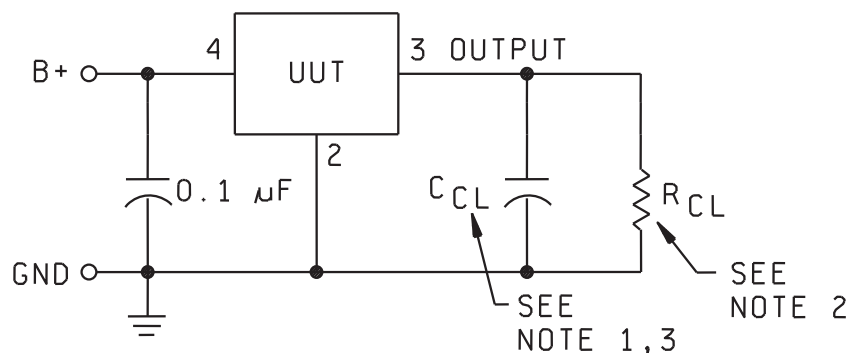 4
UUT
3 OUTPUT
B+
2
0.1 µF
C CL
R CL
GND
SEE
NOTE 2
SEE
NOTE 1,3